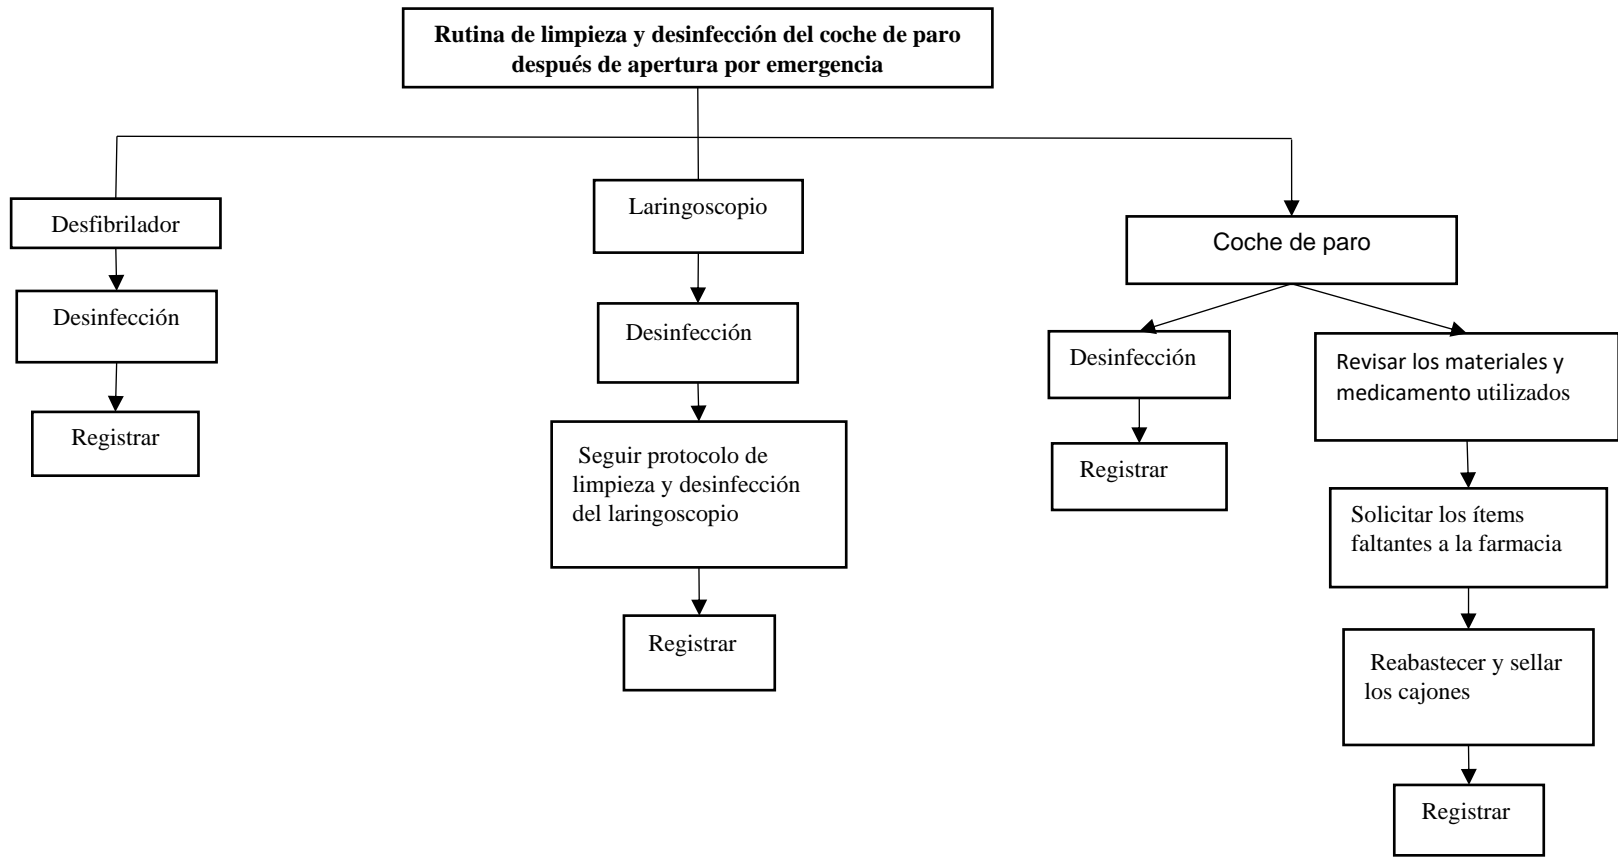 Rutina de limpieza y desinfección del coche de paro
después de apertura por emergencia
Desfibrilador
Desinfección
Registrar
Laringoscopio
Desinfección
Seguir protocolo de
limpieza y desinfección
del laringoscopio
Registrar
Coche de paro
Desinfección
Registrar
Revisar los materiales y
medicamento utilizados
Solicitar los ítems
faltantes a la farmacia
Reabastecer y sellar
los cajones
Registrar